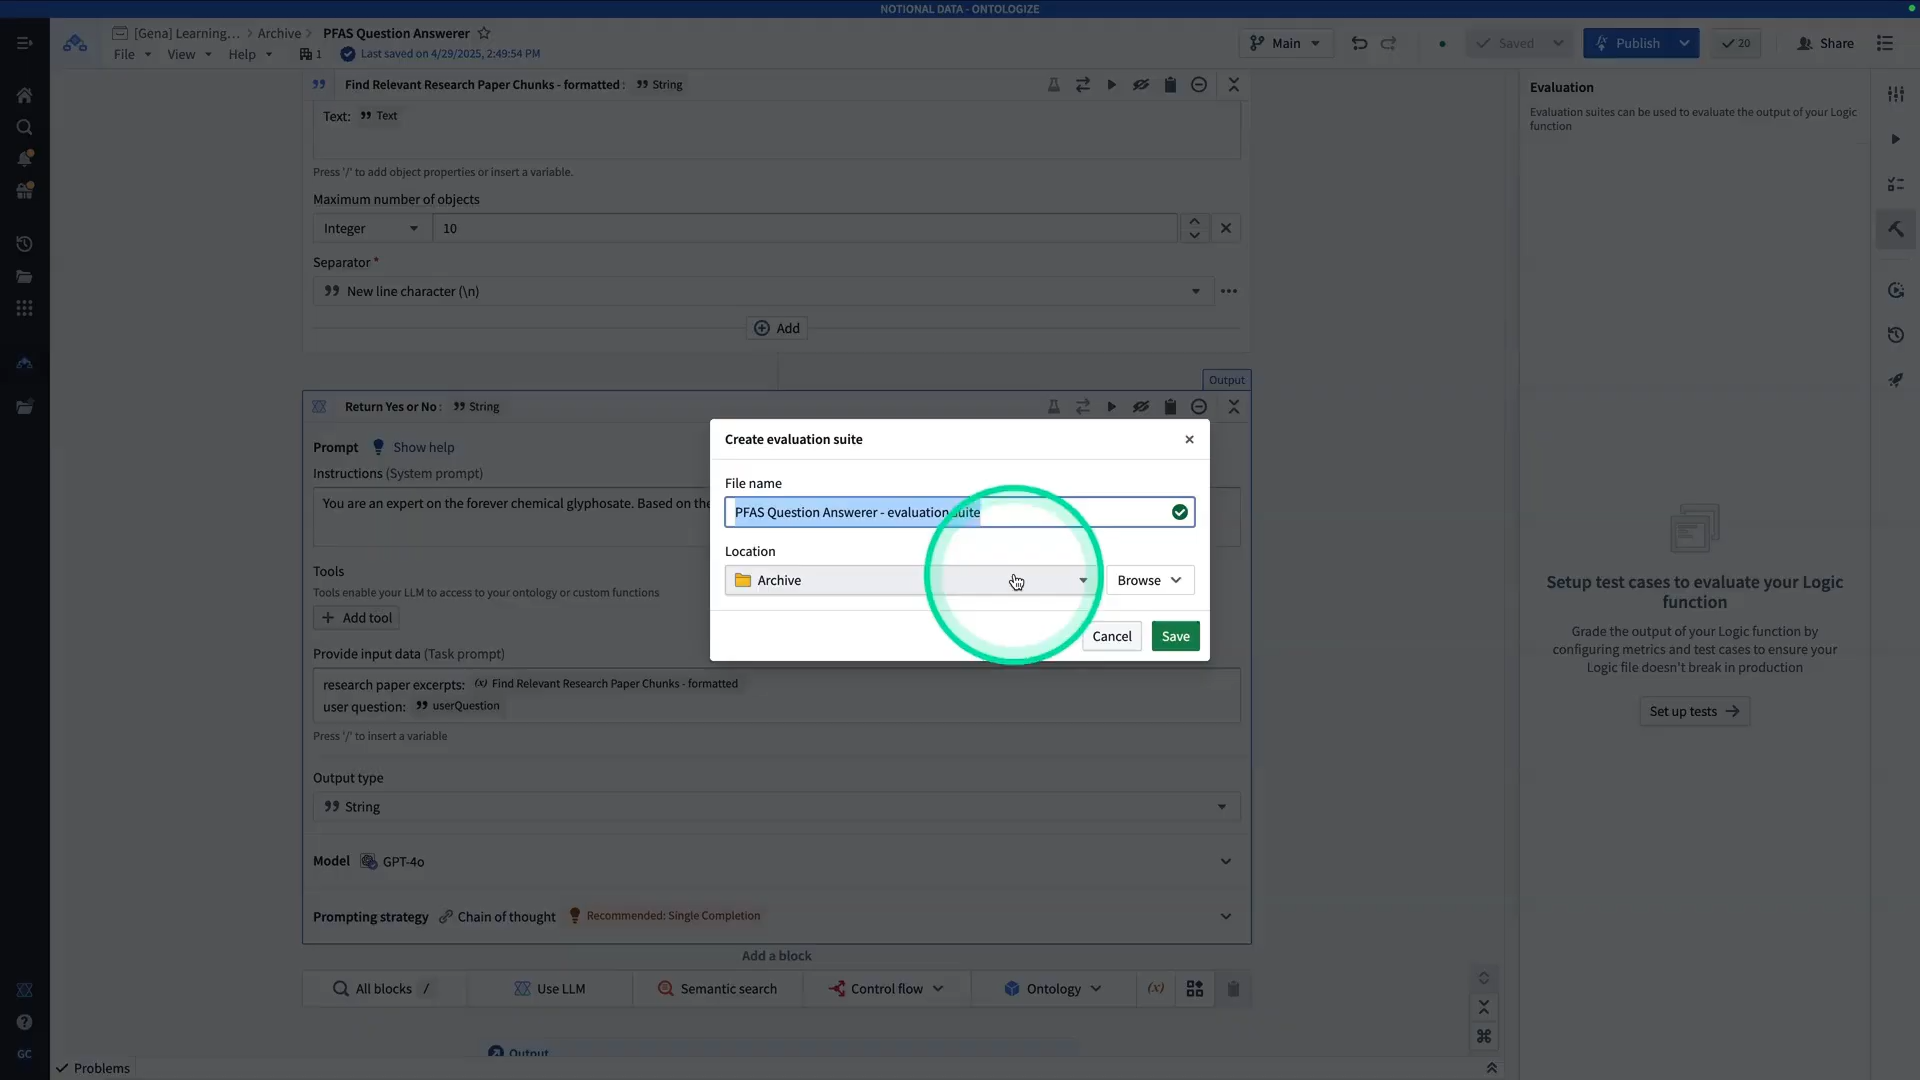 NOTIONAL DATA - ONTOLOGIZE
[Gena] Learning... > Archive > PFAS Question Answerer
File View Help 1 Last saved on 4/29/2025, 2:49:54 PM
Main
Saved
Publish
20
Share
Find Relevant Research Paper Chunks - formatted : String
Text: Text
Press '/' to add object properties or insert a variable.
Maximum number of objects
Integer 10
Separator *
New line character (\n)
Add
Output
Return Yes or No : String
Prompt Show help
Instructions (System prompt)
You are an expert on the forever chemical glyphosate. Based on the
Tools
Tools enable your LLM to access to your ontology or custom functions
Add tool
Provide input data (Task prompt)
research paper excerpts: (x) Find Relevant Research Paper Chunks - formatted
user question: userQuestion
Press '/' to insert a variable
Output type
String
Model GPT-4o
Prompting strategy Chain of thought Recommended: Single Completion
Add a block
All blocks / Use LLM Semantic search Control flow Ontology (x)
Output
Problems
GC
Create evaluation suite
File name
PFAS Question Answerer - evaluation suite
Location
Archive Browse
Cancel Save
Evaluation
Evaluation suites can be used to evaluate the output of your Logic
function
Setup test cases to evaluate your Logic
function
Grade the output of your Logic function by
configuring metrics and test cases to ensure your
Logic file doesn't break in production
Set up tests